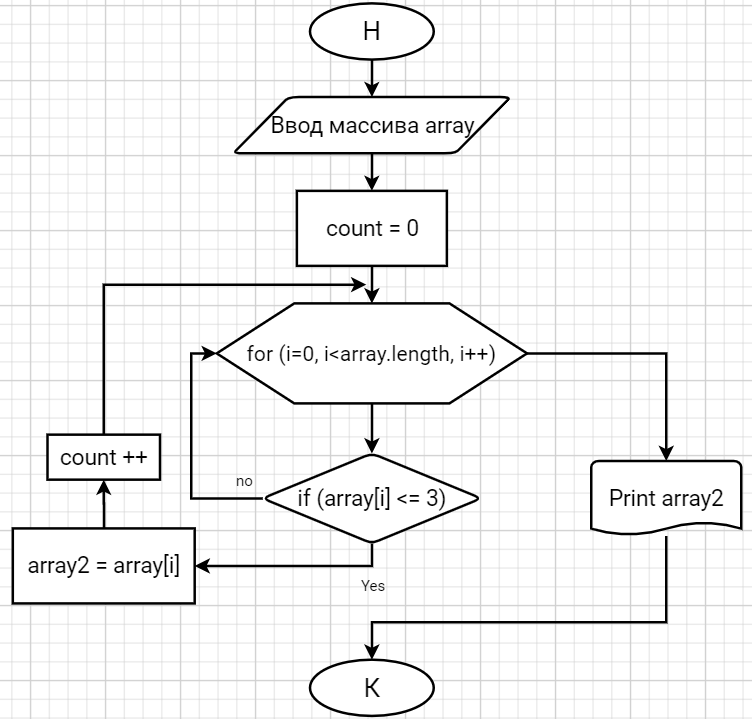 Н
Ввод массива array
count = 0
for (i=0, i<array.length, i++)
count ++
no
if (array[i] <= 3)
Print array2
array2 = array[i]
Yes
К